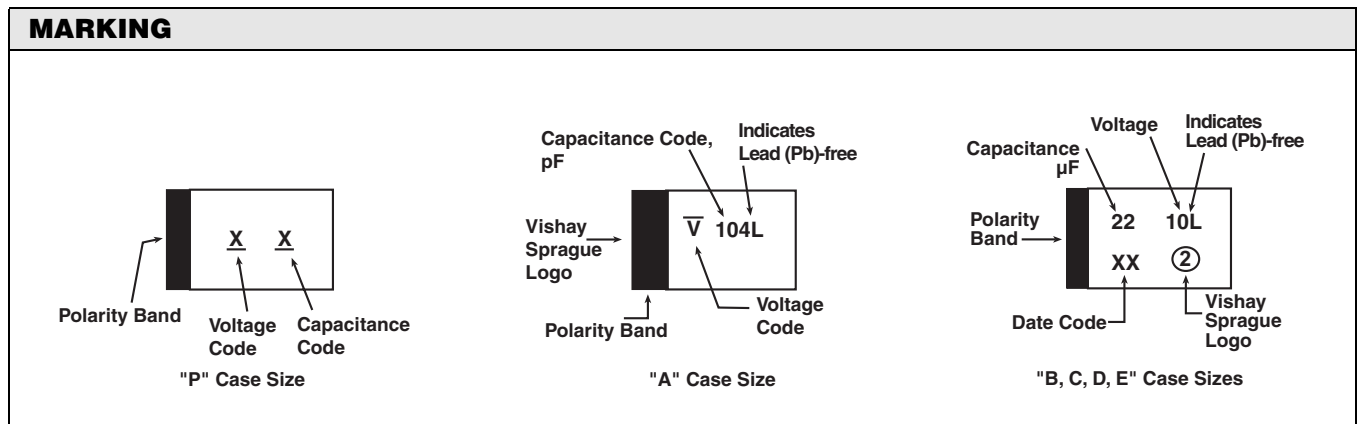 MARKING
X X
Polarity Band
Voltage
Code
Capacitance
Code
"P" Case Size
Capacitance Code,
pF
Indicates
Lead (Pb)-free
Vishay
Sprague
Logo
V 104L
Polarity Band
Voltage
Code
"A" Case Size
Capacitance
μF
Voltage
Indicates
Lead (Pb)-free
Polarity
Band
22 10L
XX 2
Date Code
Vishay
Sprague
Logo
"B, C, D, E" Case Sizes